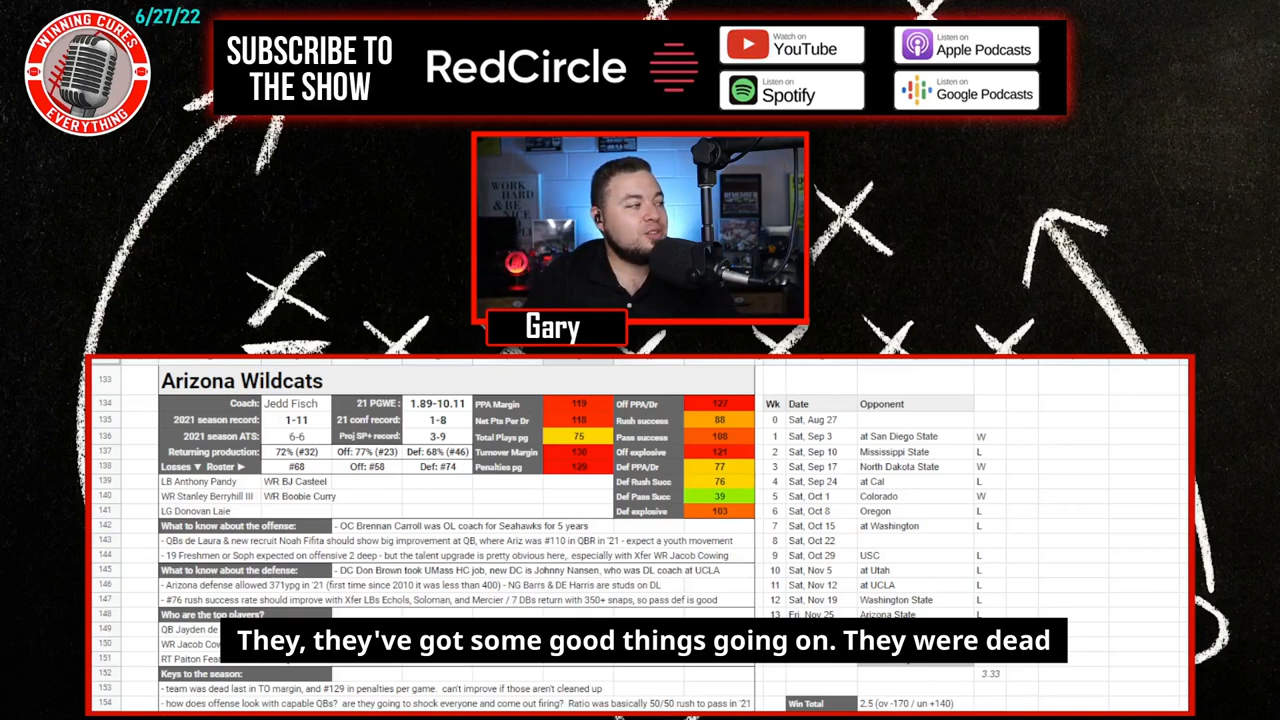 6/27/22
WINNING CURES
EVERYTHING
SUBSCRIBE TO
THE SHOW
RedCircle
Watch on
YouTube
Listen on
Spotify
Listen on
Apple Podcasts
Listen on
Google Podcasts
WORK
HARD
& BE
NICE
Gary
133 Arizona Wildcats
134 Coach: Jedd Fisch 21 PGWE : 1.89-10.11 PPA Margin 119 Off PPA/Dr 127 Wk Date Opponent
135 2021 season record: 1-11 21 conf record: 1-8 Net Pts Per Dr 118 Rush success 88 0 Sat, Aug 27
136 2021 season ATS: 6-6 Proj SP+ record: 3-9 Total Plays pg 75 Pass success 108 1 Sat, Sep 3 at San Diego State W
137 Returning production: 72% (#32) Off: 77% (#23) Def: 68% (#46) Turnover Margin 130 Off explosive 121 2 Sat, Sep 10 Mississippi State L
138 Losses ▼ Roster ► #68 Off: #58 Def: #74 Penalties pg 129 Def PPA/Dr 77 3 Sat, Sep 17 North Dakota State W
139 LB Anthony Pandy WR BJ Casteel Def Rush Succ 76 4 Sat, Sep 24 at Cal L
140 WR Stanley Berryhill III WR Boobie Curry Def Pass Succ 39 5 Sat, Oct 1 Colorado W
141 LG Donovan Laie Def explosive 103 6 Sat, Oct 8 Oregon L
142 What to know about the offense: - OC Brennan Carroll was OL coach for Seahawks for 5 years 7 Sat, Oct 15 at Washington L
143 - QBs de Laura & new recruit Noah Fifita should show big improvement at QB, where Ariz was #110 in QBR in '21 - expect a youth movement 8 Sat, Oct 22
144 - 19 Freshmen or Soph expected on offensive 2 deep - but the talent upgrade is pretty obvious here,. especially with Xfer WR Jacob Cowing 9 Sat, Oct 29 USC L
145 What to know about the defense: - DC Don Brown took UMass HC job, new DC is Johnny Nansen, who was DL coach at UCLA 10 Sat, Nov 5 at Utah L
146 - Arizona defense allowed 371ypg in '21 (first time since 2010 it was less than 400) - NG Barrs & DE Harris are studs on DL 11 Sat, Nov 12 at UCLA L
147 - #76 rush success rate should improve with Xfer LBs Echols, Soloman, and Mercier / 7 DBs return with 350+ snaps, so pass def is good 12 Sat, Nov 19 Washington State L
148 Who are the top players? 13 Fri, Nov 25 Arizona State L
149 QB Jayden de
150 WR Jacob Cow
151 RT Paiton Fea
They, they've got some good things going on. They were dead
152 Keys to the season: 3.33
153 - team was dead last in TO margin, and #129 in penalties per game. can't improve if those aren't cleaned up
154 - how does offense look with capable QBs? are they going to shock everyone and come out firing? Ratio was basically 50/50 rush to pass in '21 Win Total 2.5 (ov -170 / un +140)